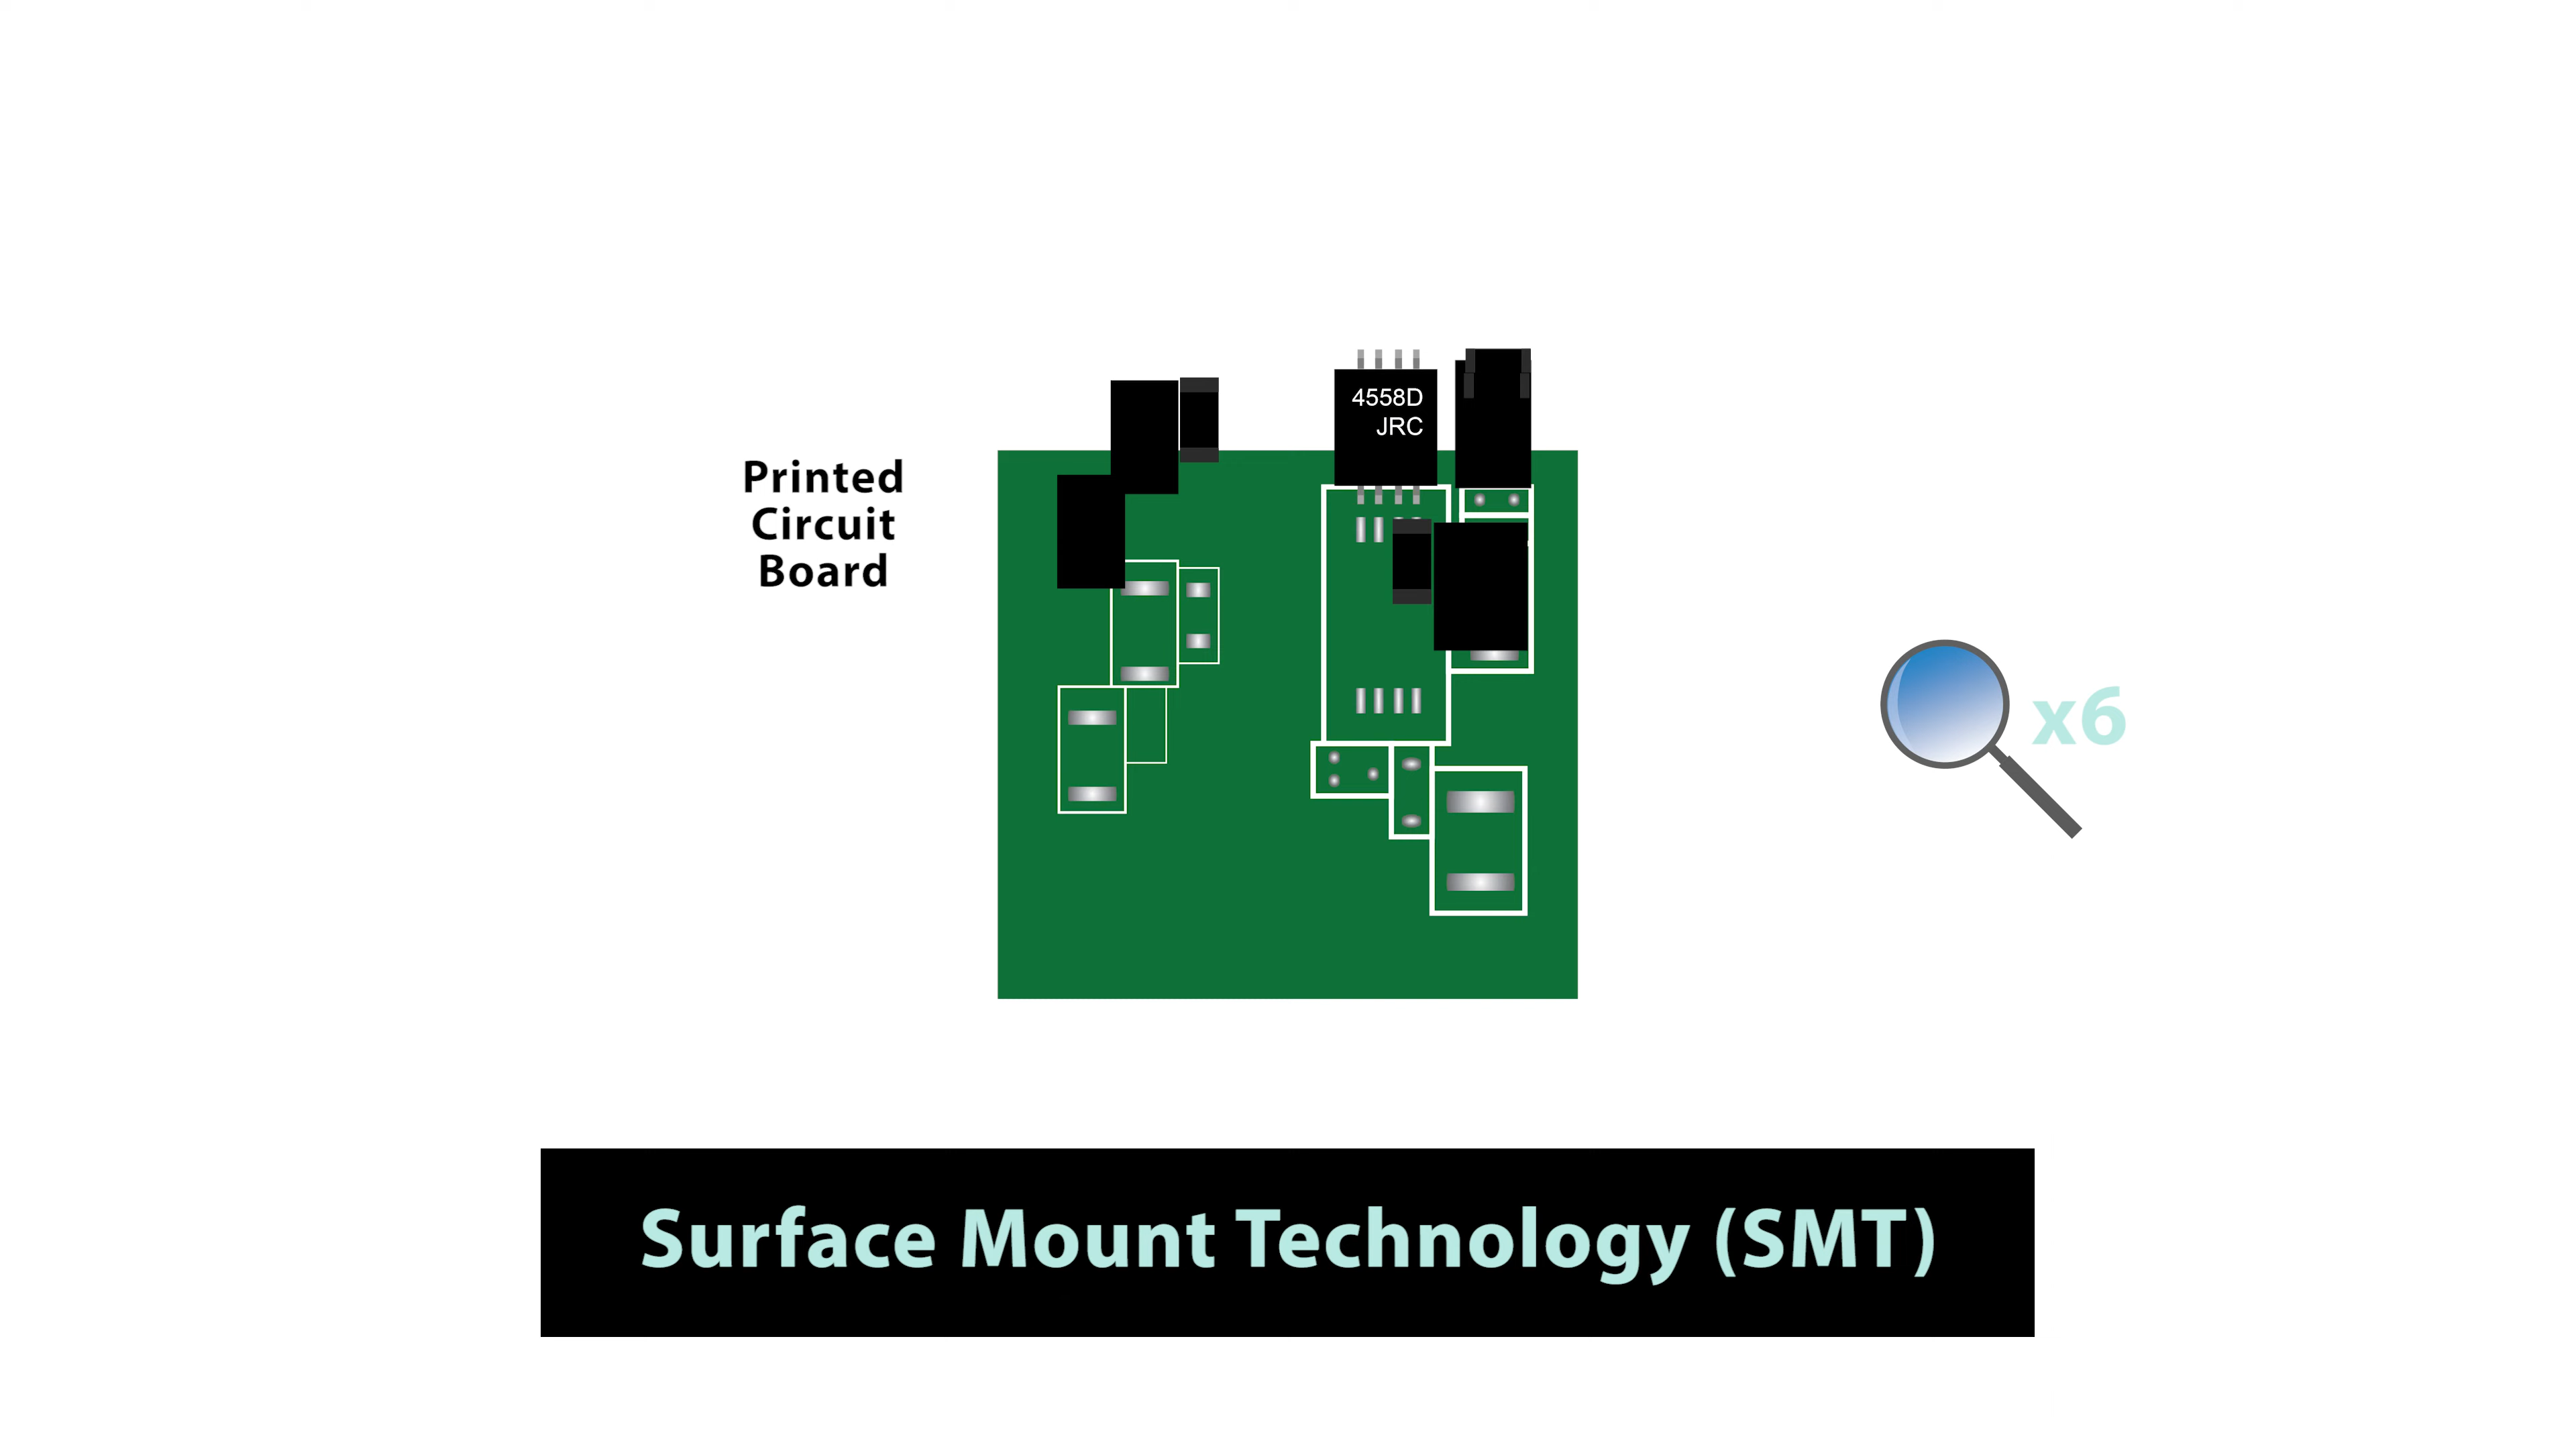 4558D
JRC
Printed
Circuit
Board
x6
Surface Mount Technology (SMT)